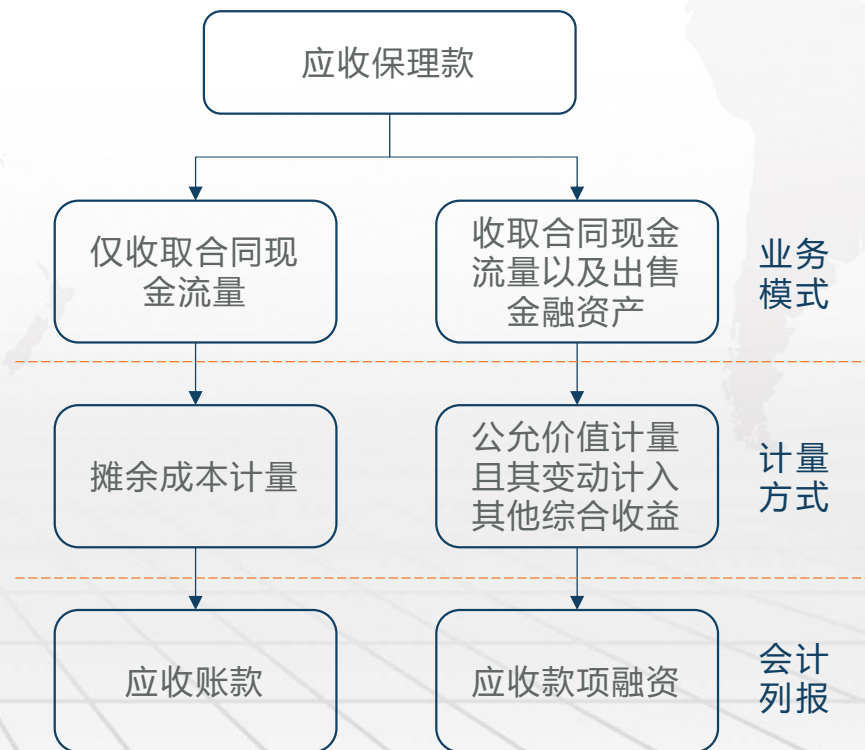 应收保理款
仅收取合同现
金流量
收取合同现金
流量以及出售
金融资产
业务
模式
摊余成本计量
公允价值计量
且其变动计入
其他综合收益
计量
方式
应收账款
应收款项融资
会计
列报